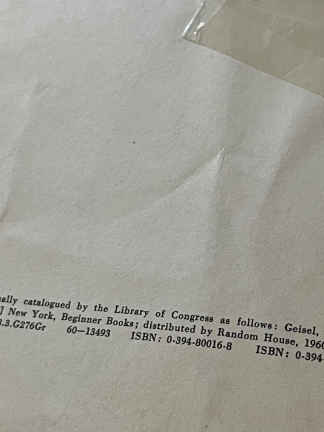 ally catalogued by the Library of Congress as follows: Geisel,
] New York, Beginner Books; distributed by Random House, 1960
3.3.G276Gr 60-13493 ISBN: 0-394-80016-8 ISBN: 0-394